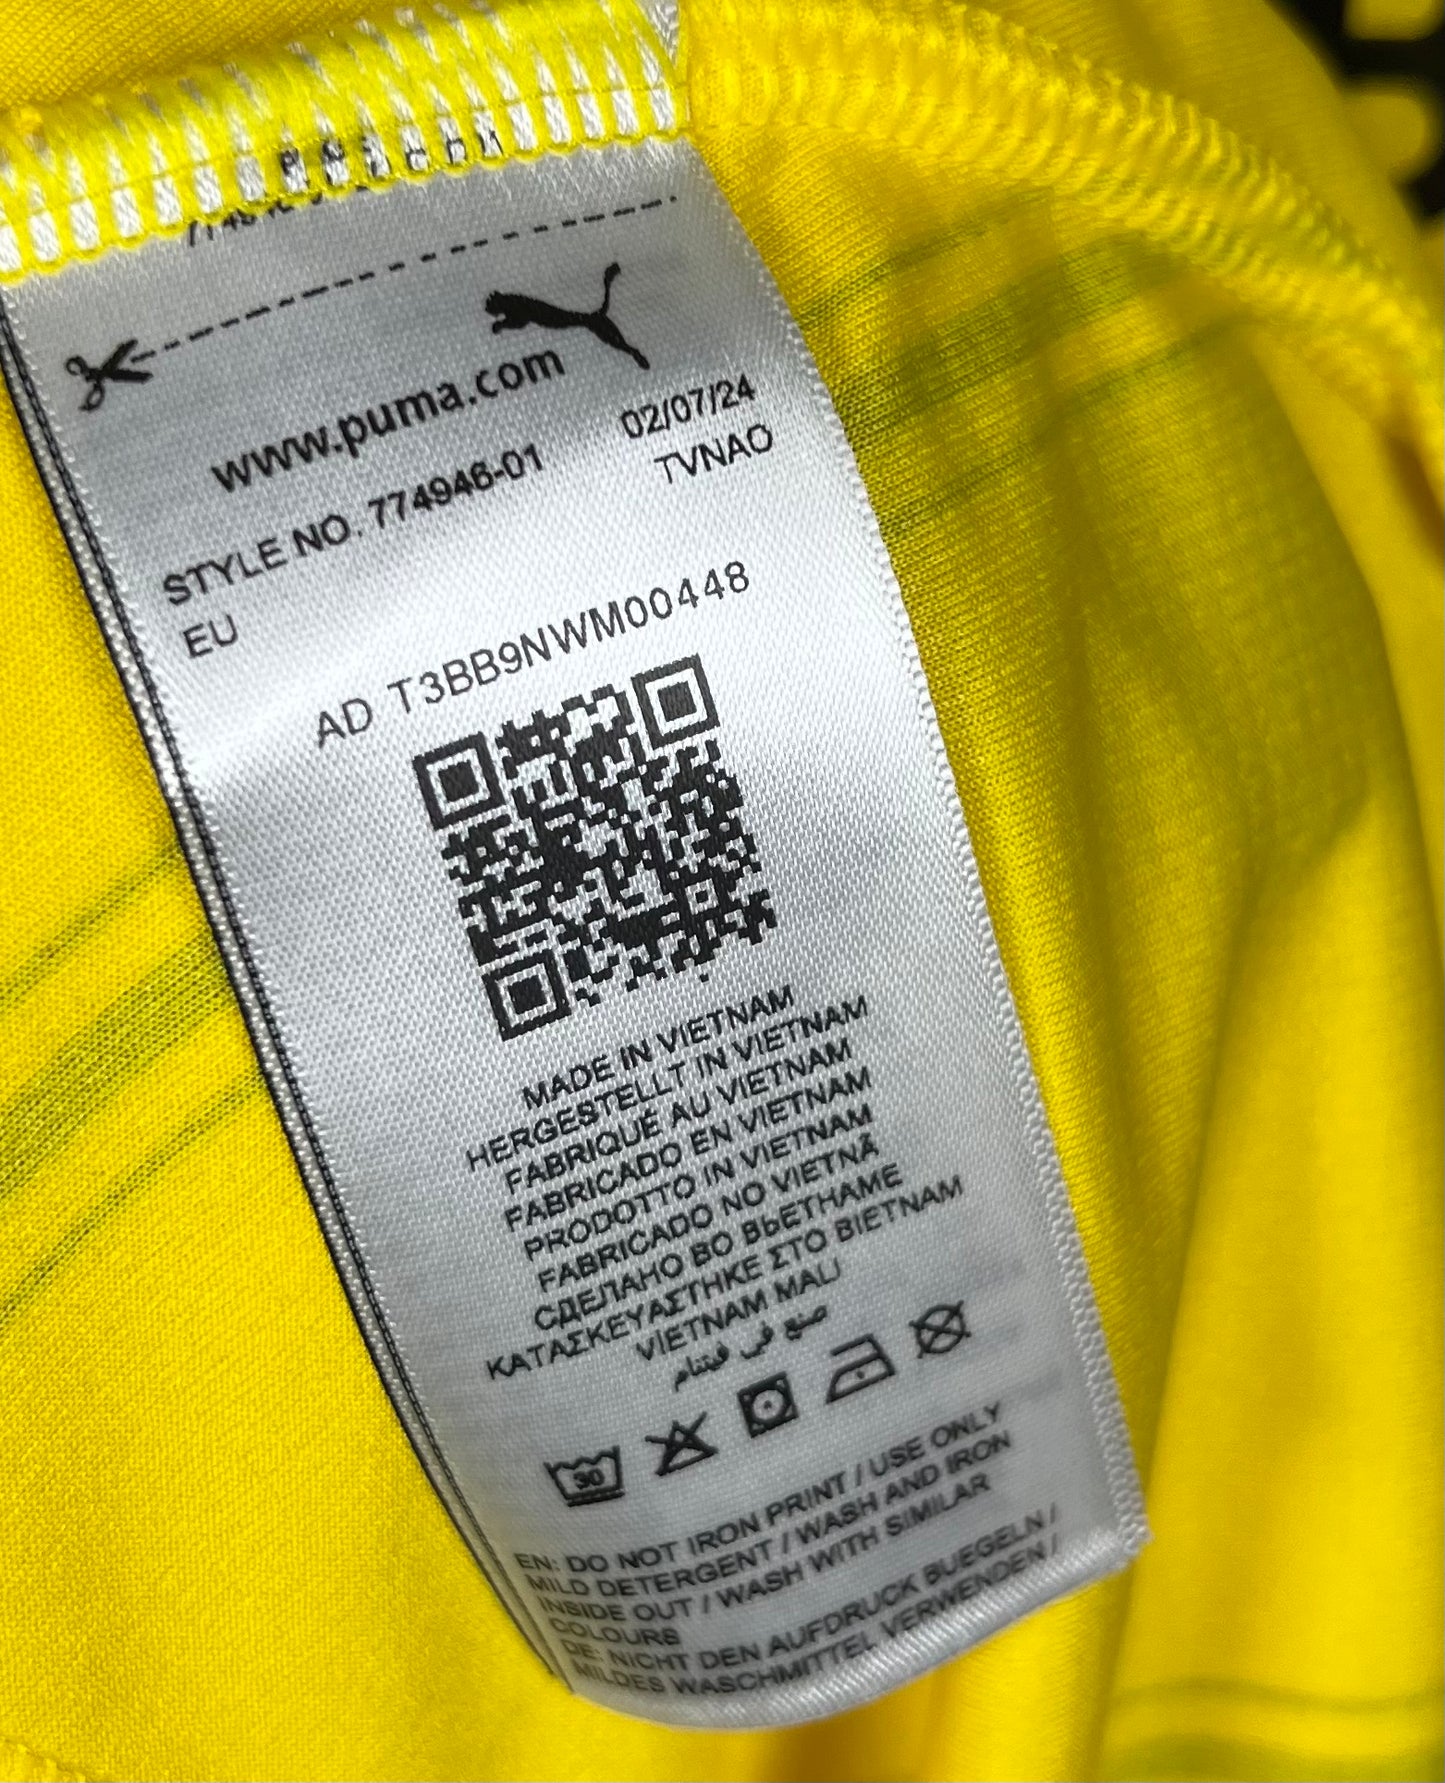 www.puma.com
STYLE NO. 774946-01 02/07/24
EU TVNAO
AD T3BB9NWM00448
MADE IN VIETNAM
HERGESTELLT IN VIETNAM
FABRIQUÉ AU VIETNAM
FABRICADO EN VIETNAM
PRODOTTO IN VIETNAM
FABRICADO NO VIETNÃ
СДЕЛАНО ВО ВЬЕТНАМЕ
ΚΑΤΑΣΚΕΥΑΣΤΗΚΕ ΣΤΟ ΒΙΕΤΝΑΜ
VIETNAM MALI
صنع في فيتنام
30
EN: DO NOT IRON PRINT / USE ONLY
MILD DETERGENT / WASH AND IRON
INSIDE OUT / WASH WITH SIMILAR
COLOURS
DE: NICHT DEN AUFDRUCK BUEGELN /
MILDES WASCHMITTEL VERWENDEN /